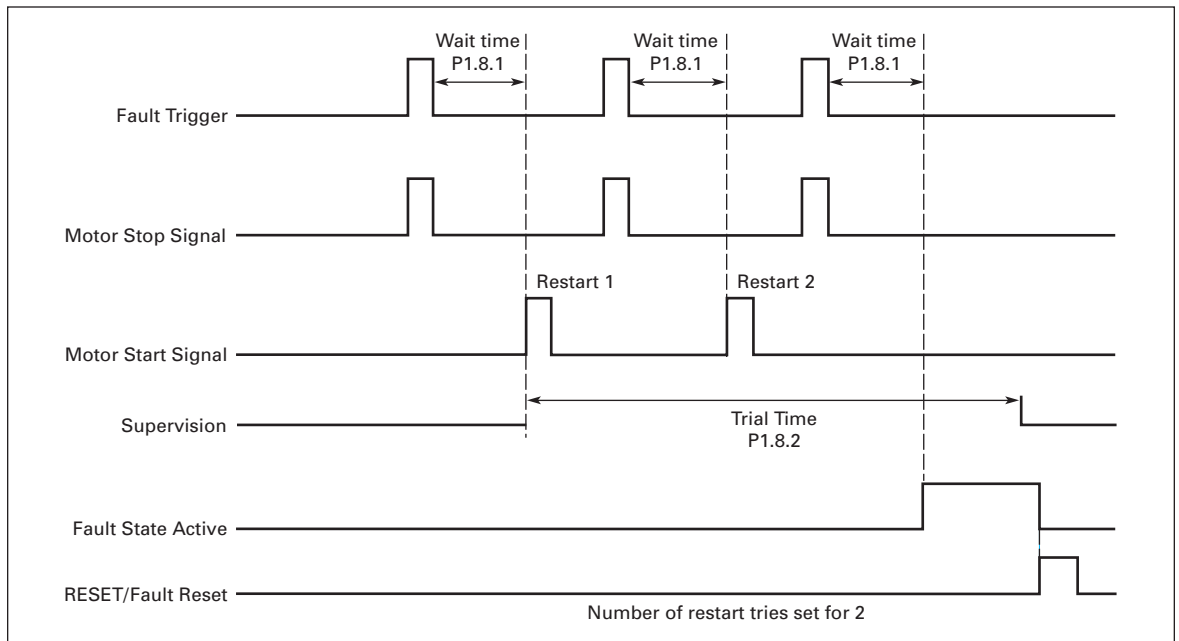 Wait time
P1.8.1
Wait time
P1.8.1
Wait time
P1.8.1
Fault Trigger
Motor Stop Signal
Restart 1
Restart 2
Motor Start Signal
Supervision
Trial Time
P1.8.2
Fault State Active
RESET/Fault Reset
Number of restart tries set for 2